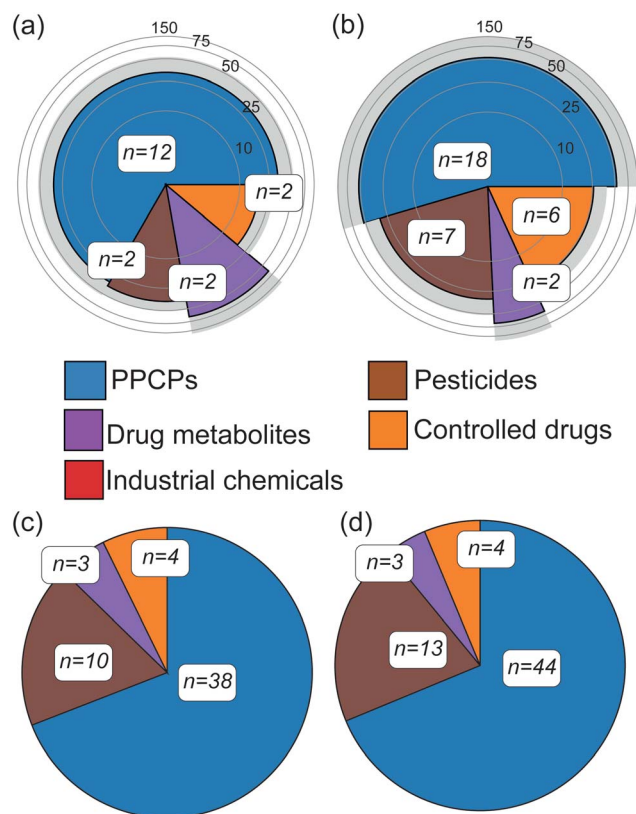 (a)
150
75
50
25
10
n=12
n=2
n=2
n=2
(b)
150
75
50
25
10
n=18
n=6
n=7
n=2
PPCPs
Pesticides
Drug metabolites
Controlled drugs
Industrial chemicals
(c)
n=3
n=4
n=10
n=38
(d)
n=3
n=4
n=13
n=44